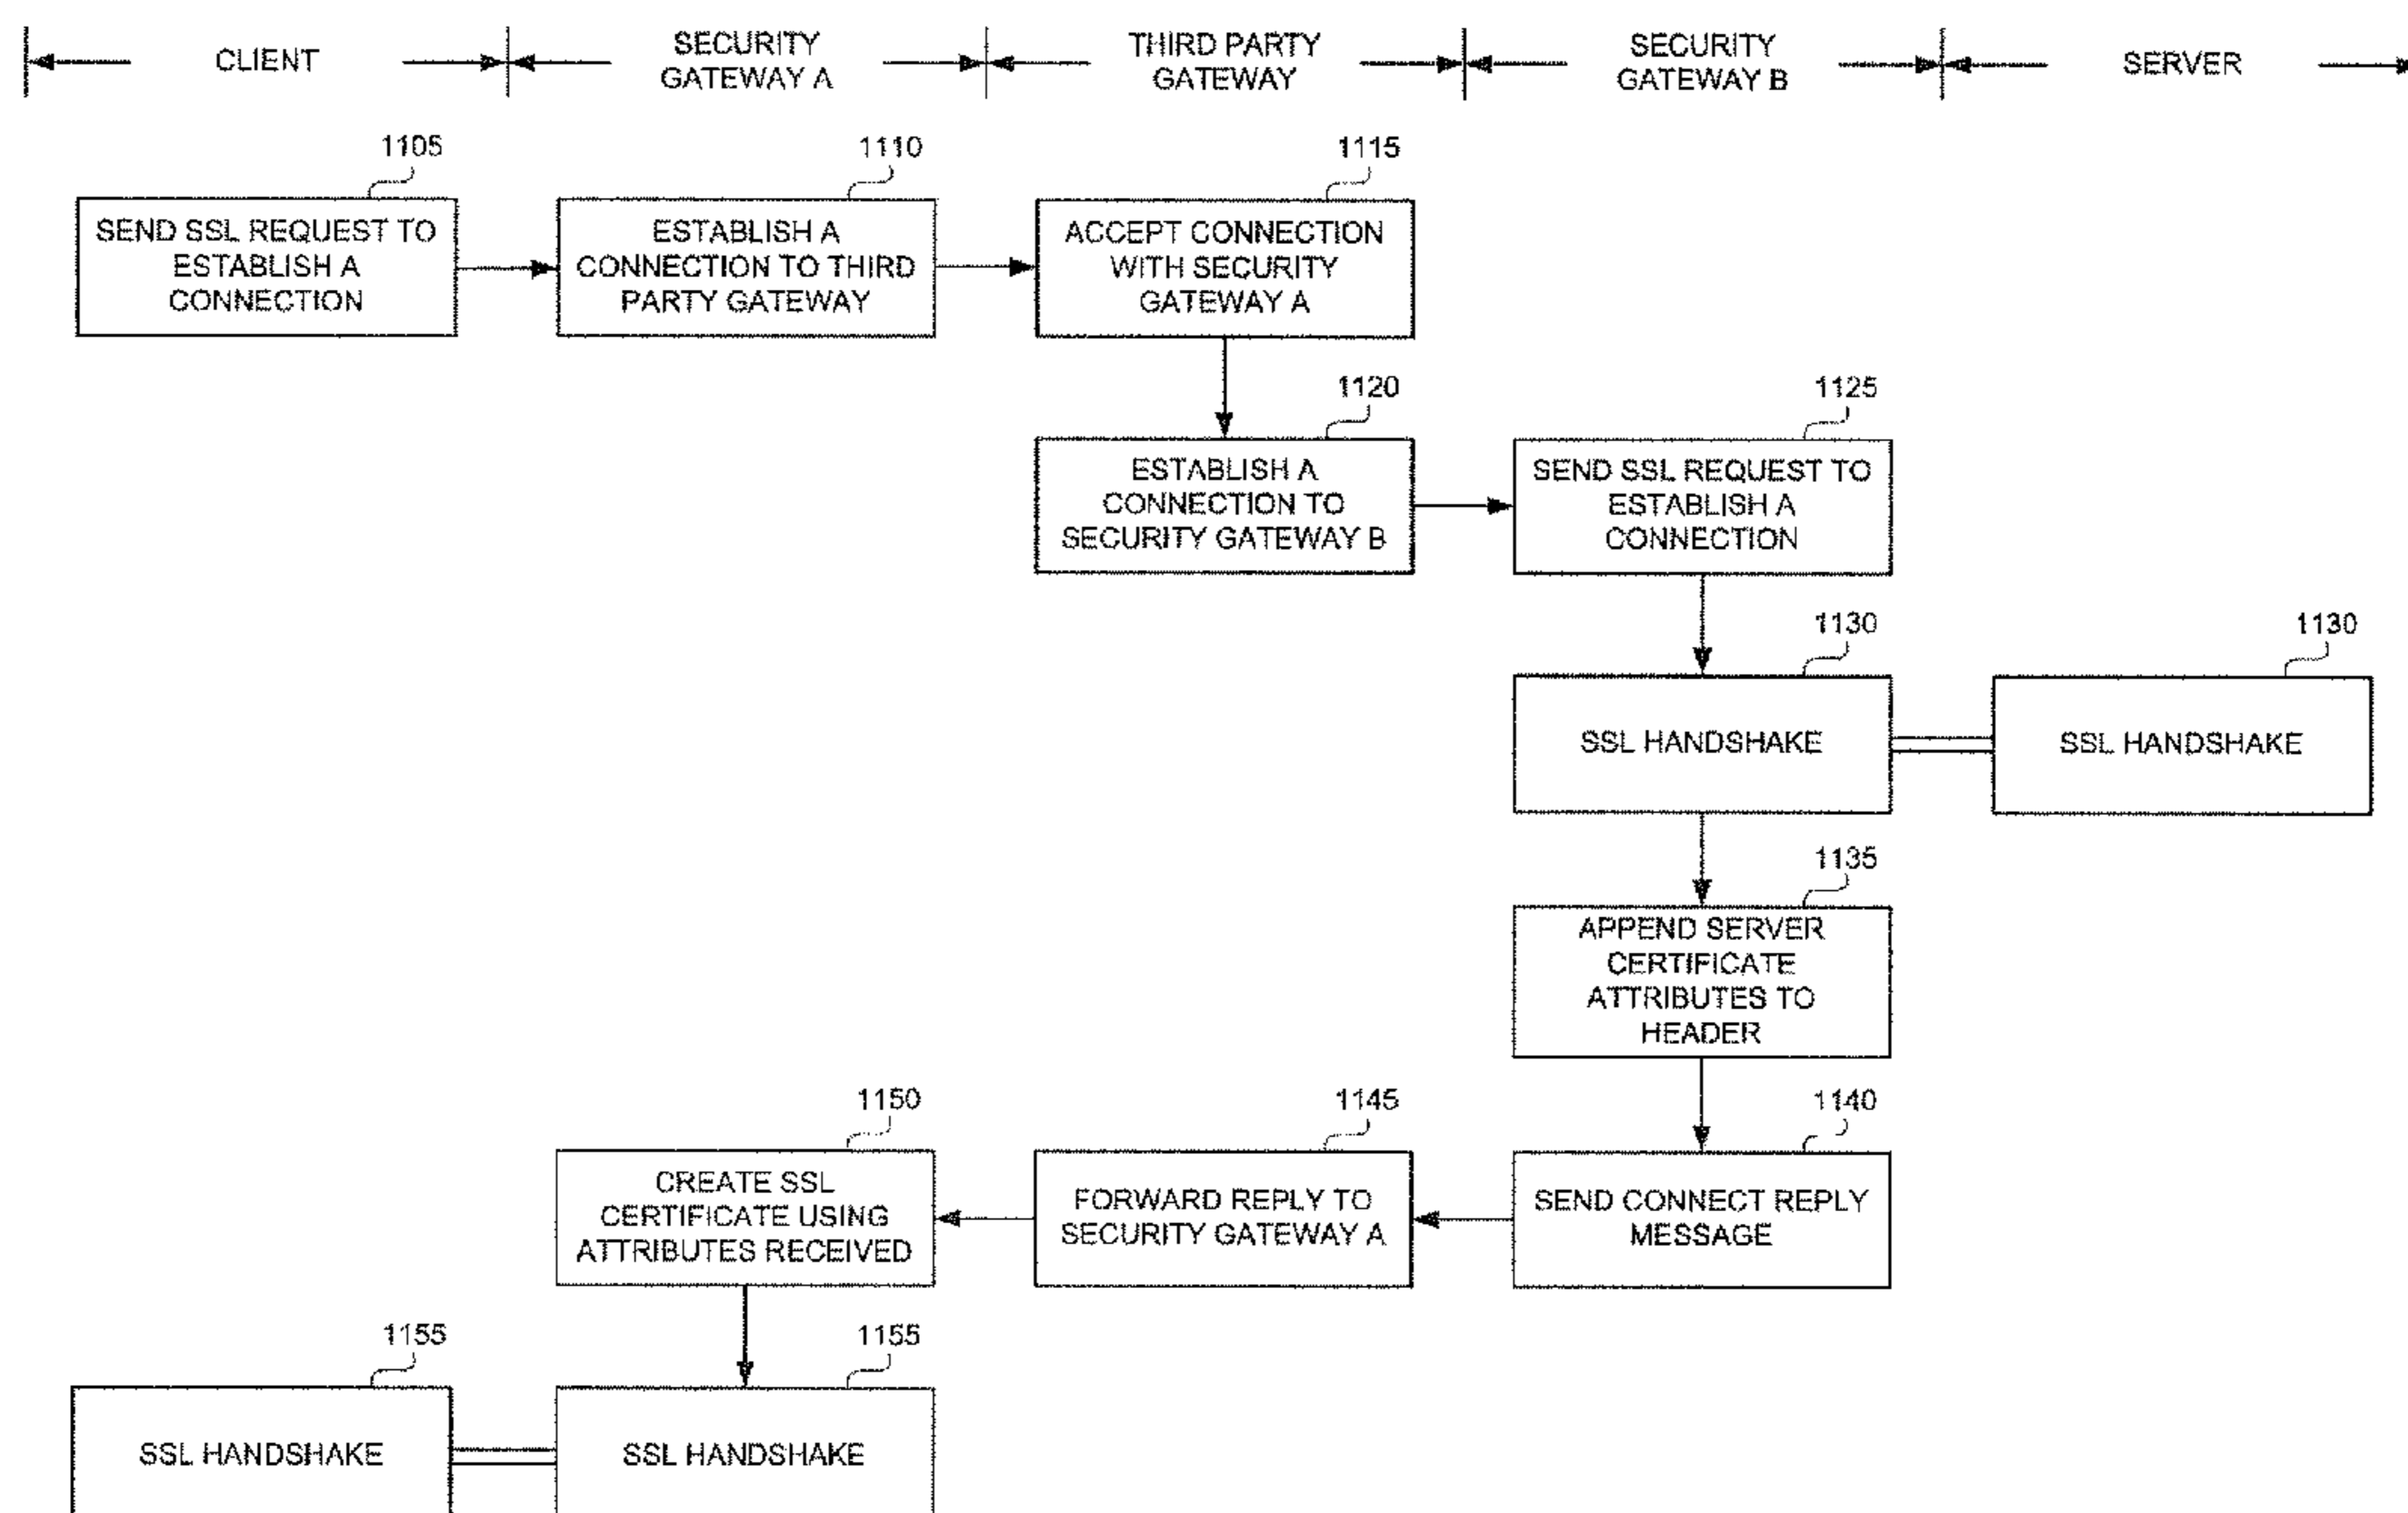 CLIENT
SECURITY
GATEWAY A
THIRD PARTY
GATEWAY
SECURITY
GATEWAY B
SERVER
1105
SEND SSL REQUEST TO
ESTABLISH A
CONNECTION
1110
ESTABLISH A
CONNECTION TO THIRD
PARTY GATEWAY
1115
ACCEPT CONNECTION
WITH SECURITY
GATEWAY A
1120
ESTABLISH A
CONNECTION TO
SECURITY GATEWAY B
1125
SEND SSL REQUEST TO
ESTABLISH A
CONNECTION
1130
SSL HANDSHAKE
1130
SSL HANDSHAKE
1135
APPEND SERVER
CERTIFICATE
ATTRIBUTES TO
HEADER
1140
SEND CONNECT REPLY
MESSAGE
1145
FORWARD REPLY TO
SECURITY GATEWAY A
1150
CREATE SSL
CERTIFICATE USING
ATTRIBUTES RECEIVED
1155
SSL HANDSHAKE
1155
SSL HANDSHAKE